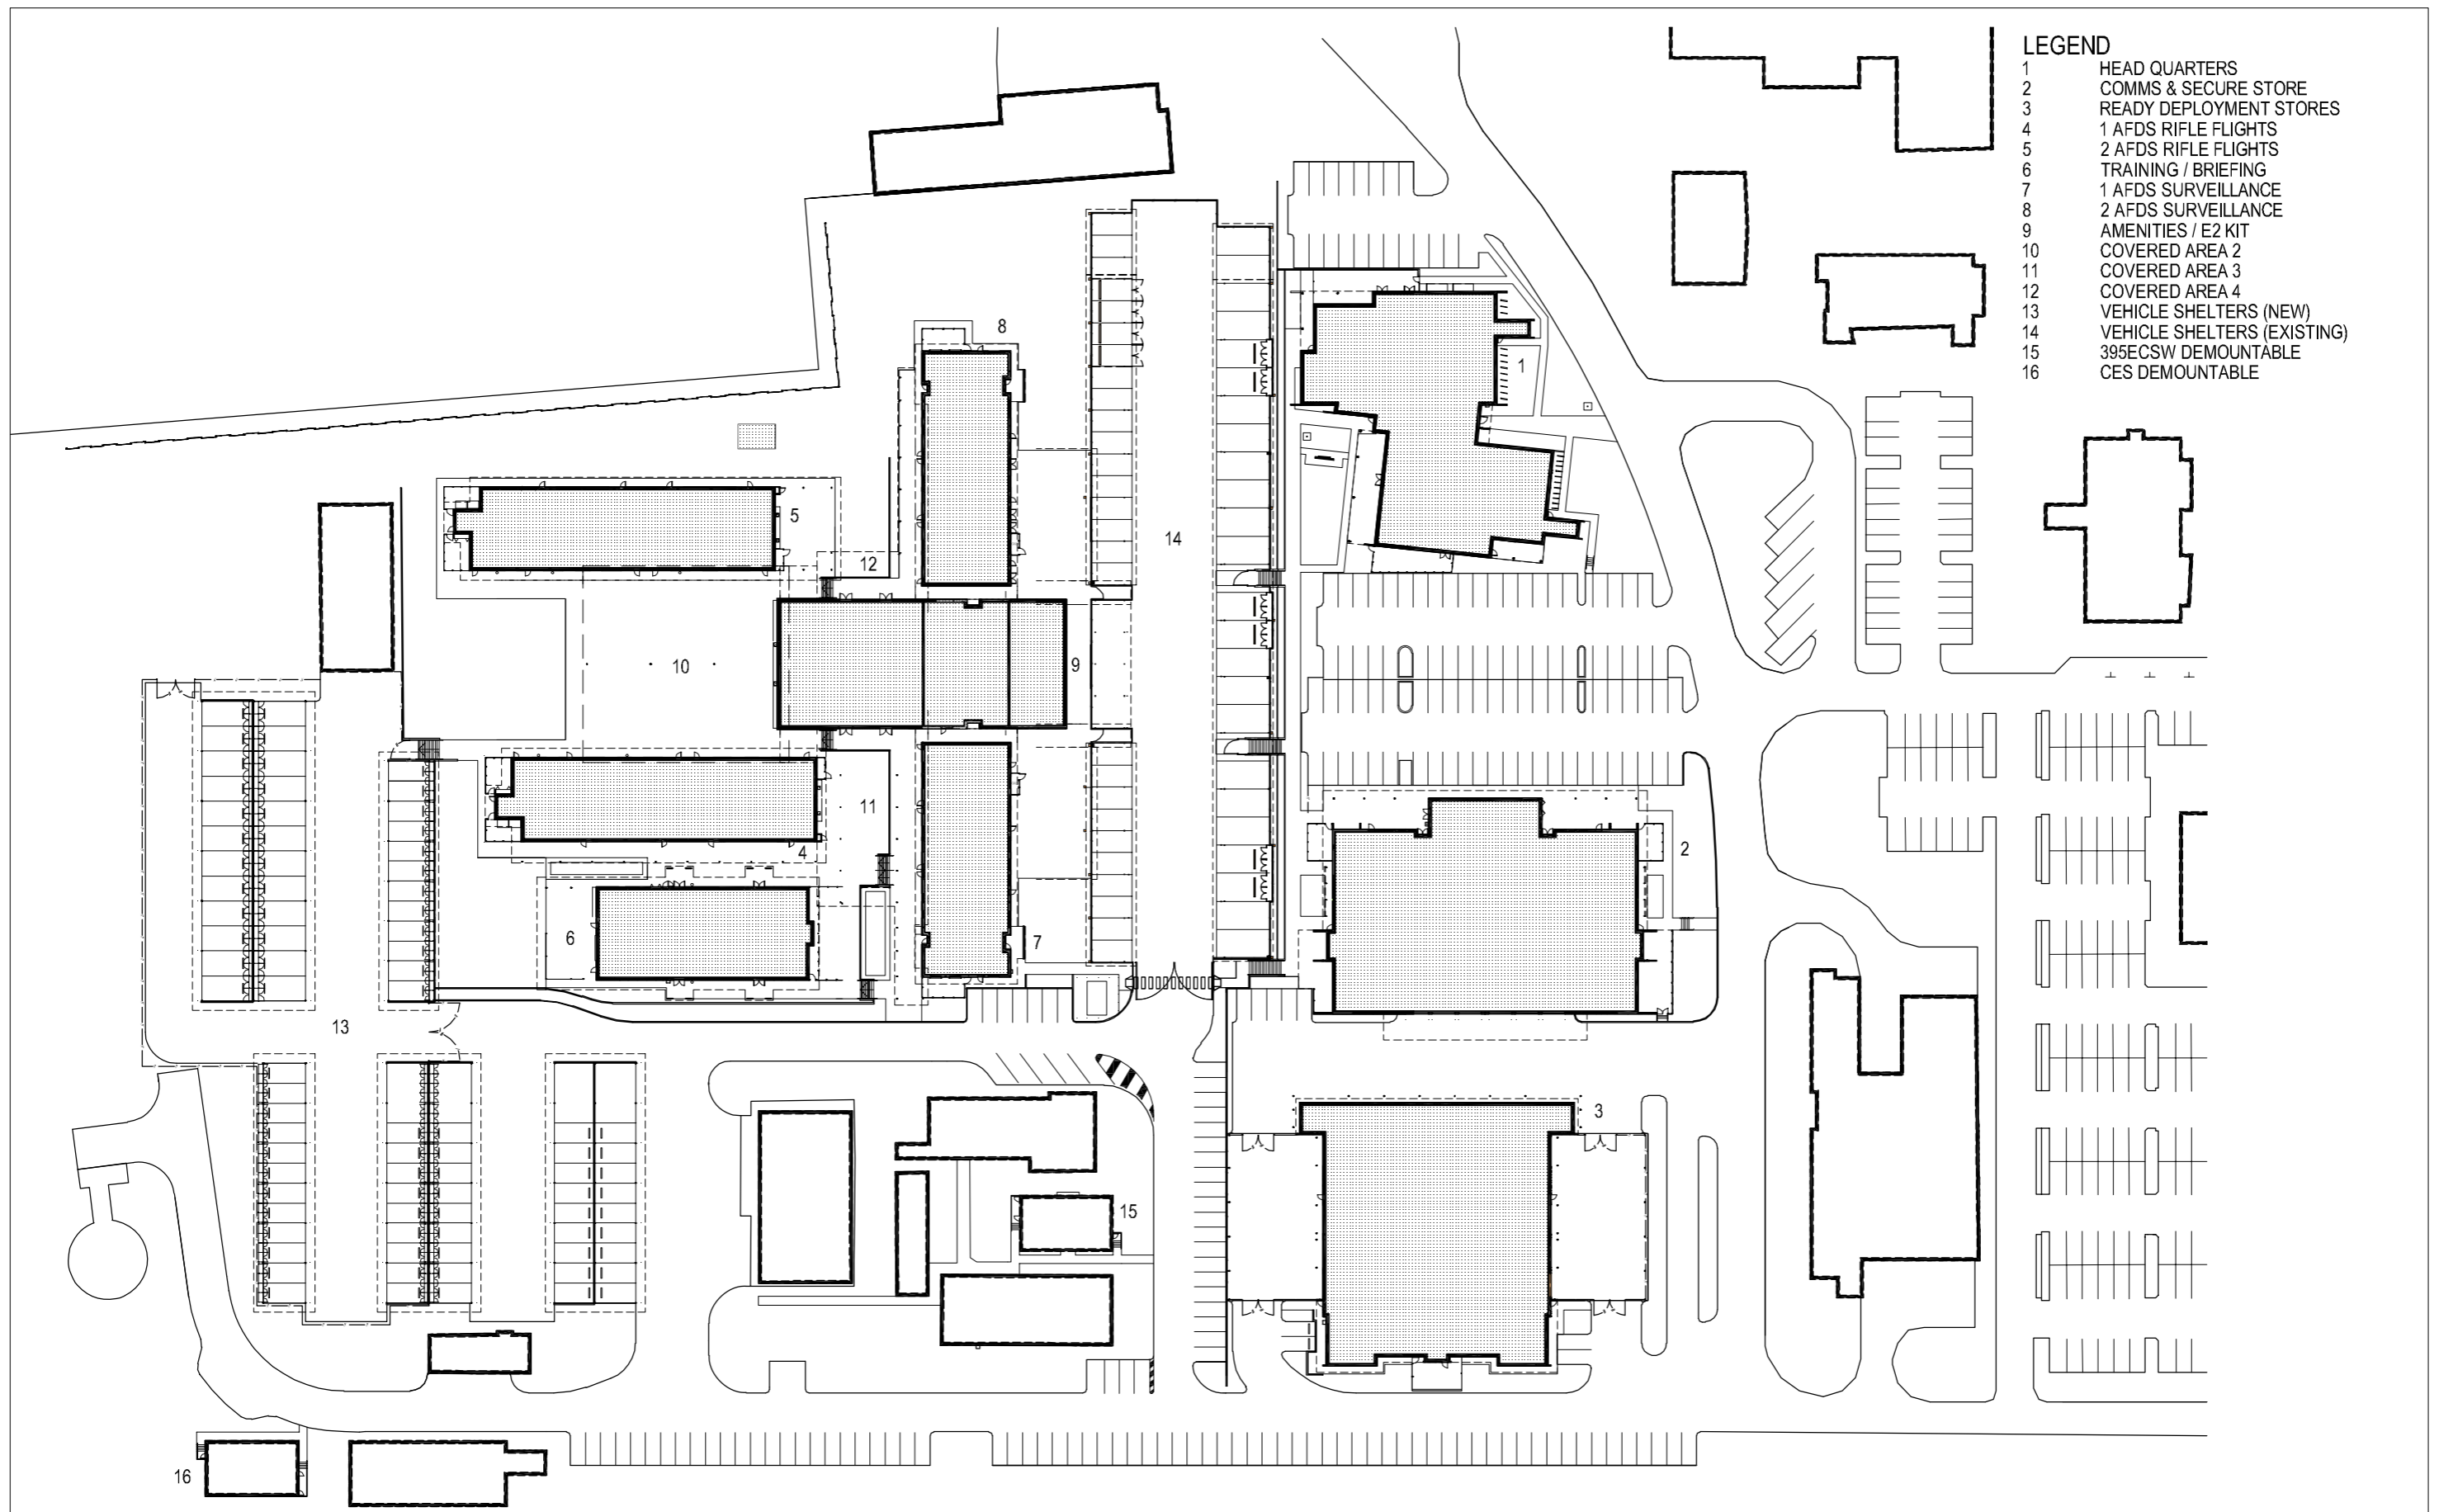 LEGEND
1 HEAD QUARTERS
2 COMMS & SECURE STORE
3 READY DEPLOYMENT STORES
4 1 AFDS RIFLE FLIGHTS
5 2 AFDS RIFLE FLIGHTS
6 TRAINING / BRIEFING
7 1 AFDS SURVEILLANCE
8 2 AFDS SURVEILLANCE
9 AMENITIES / E2 KIT
10 COVERED AREA 2
11 COVERED AREA 3
12 COVERED AREA 4
13 VEHICLE SHELTERS (NEW)
14 VEHICLE SHELTERS (EXISTING)
15 395ECSW DEMOUNTABLE
16 CES DEMOUNTABLE
8
1
5
14
12
10
9
11
2
4
6
7
13
3
15
16